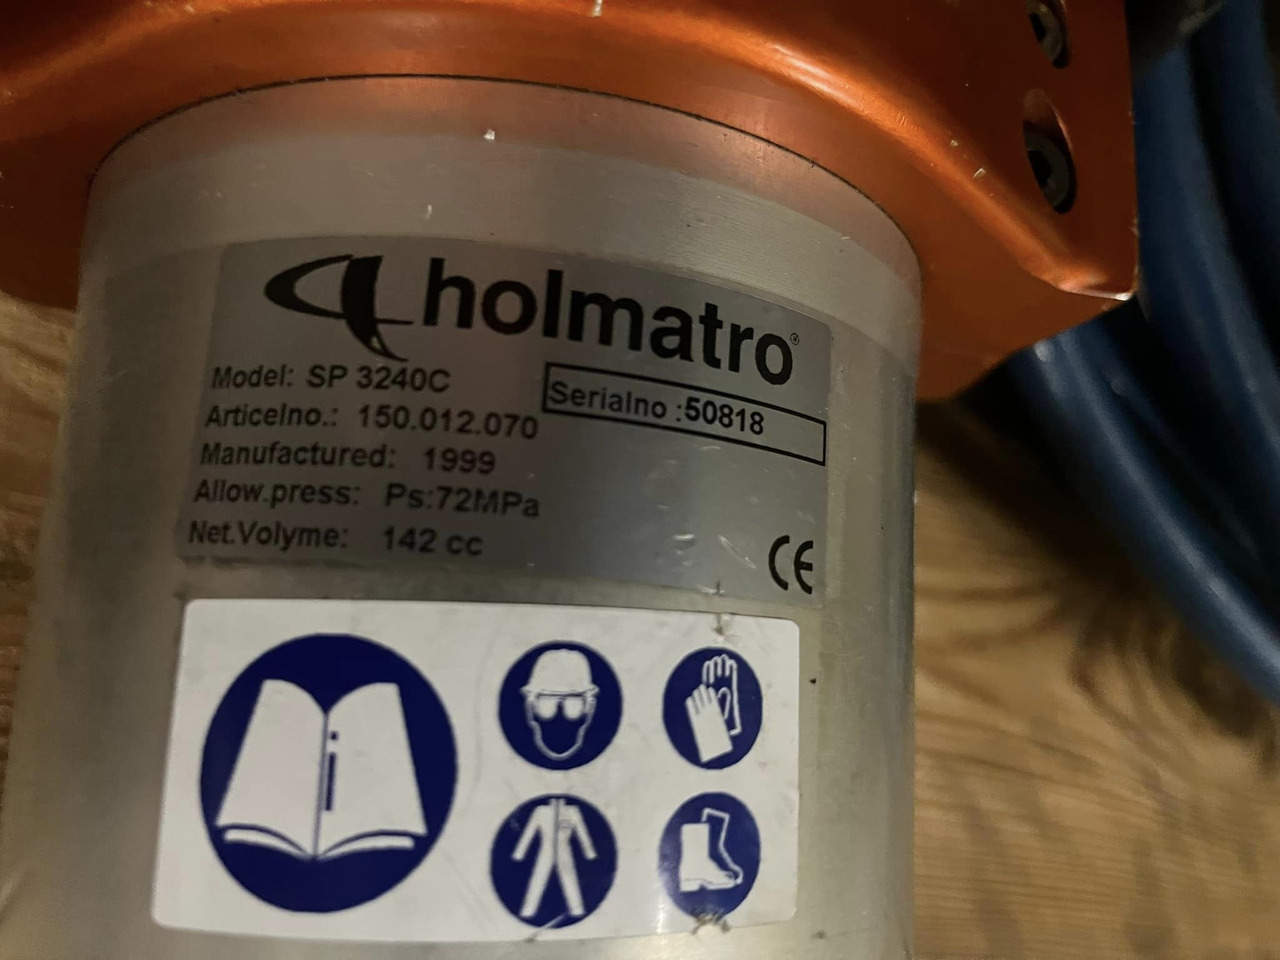 holmatro®
Model: SP 3240C
Serialno :50818
Articelno.: 150.012.070
Manufactured: 1999
Allow.press: Ps:72MPa
Net.Volyme: 142 cc
CE
i